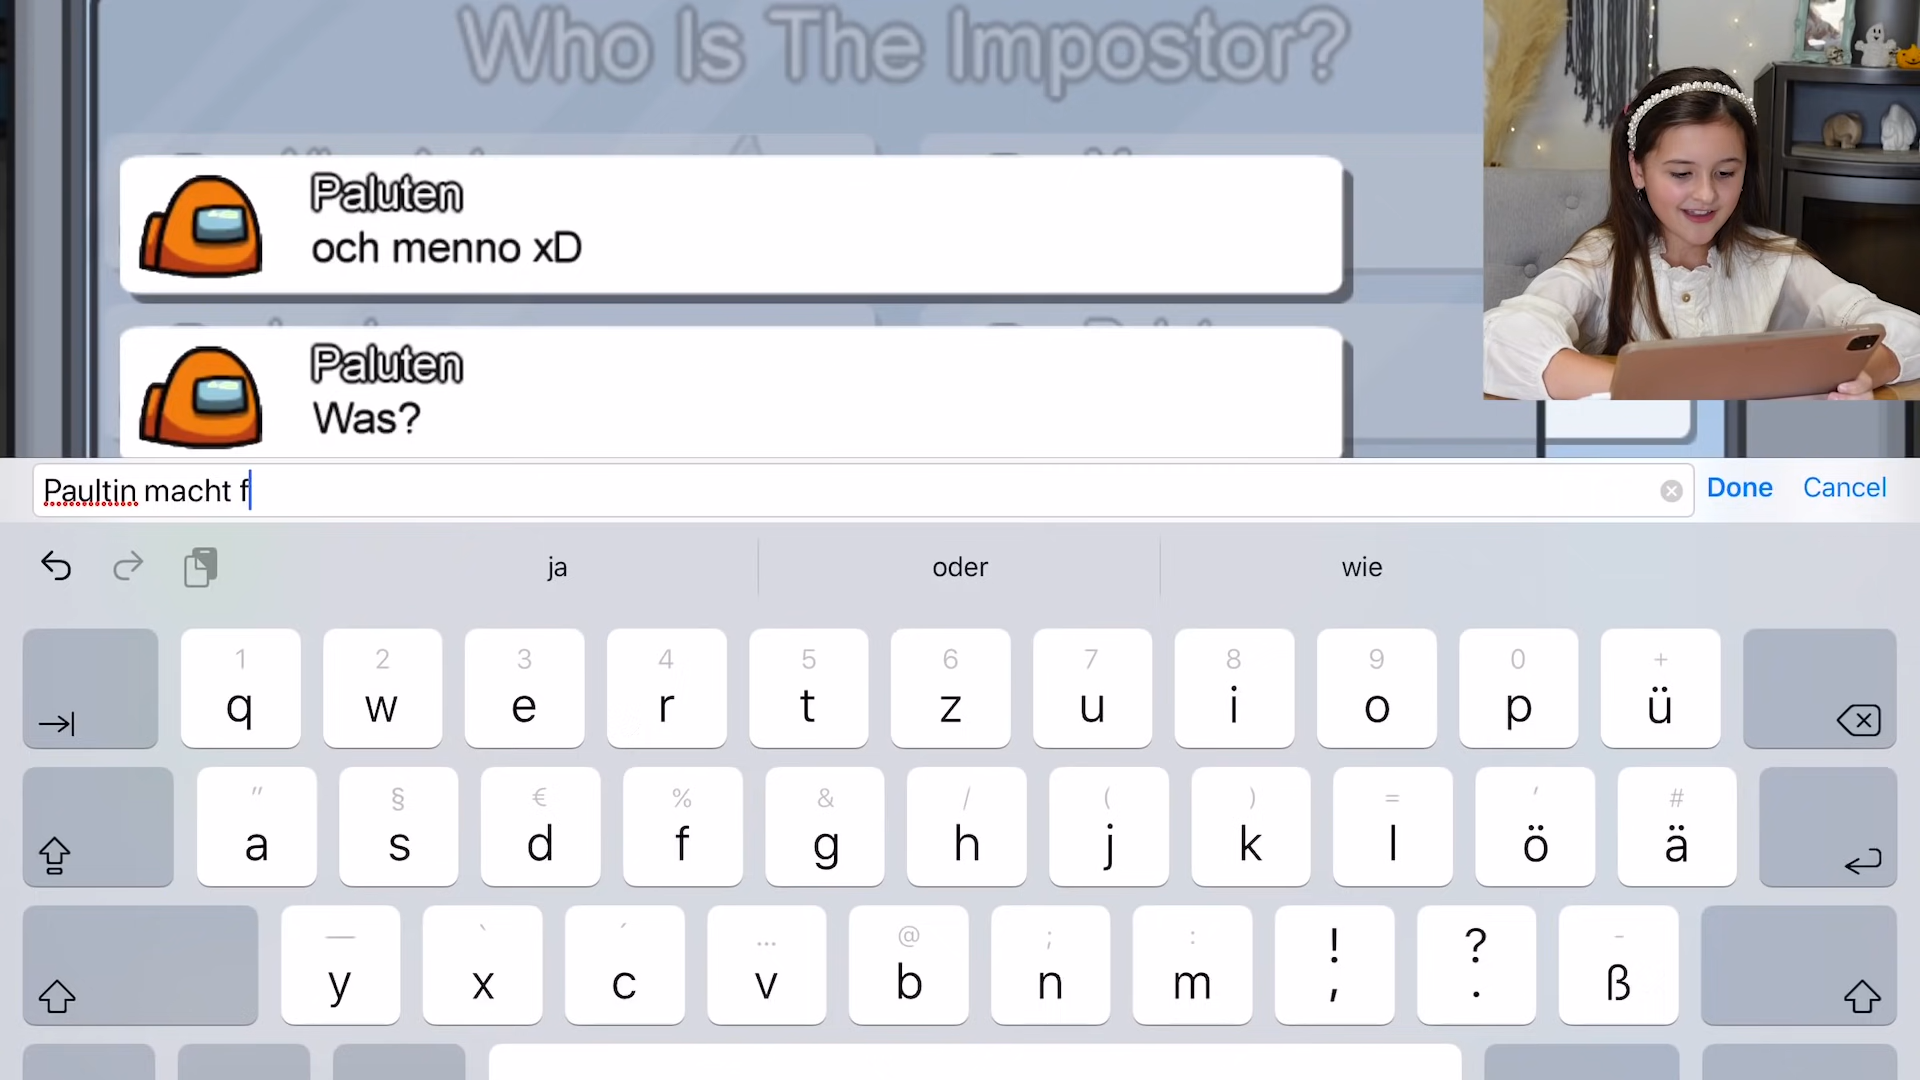 Who Is The Impostor?
Paluten
och menno xD
Paluten
Was?
Paultin macht f
Done
Cancel
ja
oder
wie
1 2 3 4 5 6 7 8 9 0 +
q w e r t z u i o p ü
" § € % & / ( ) = ' #
a s d f g h j k l ö ä
— ` ´ ... @ ; : ! ? -
y x c v b n m , . ß